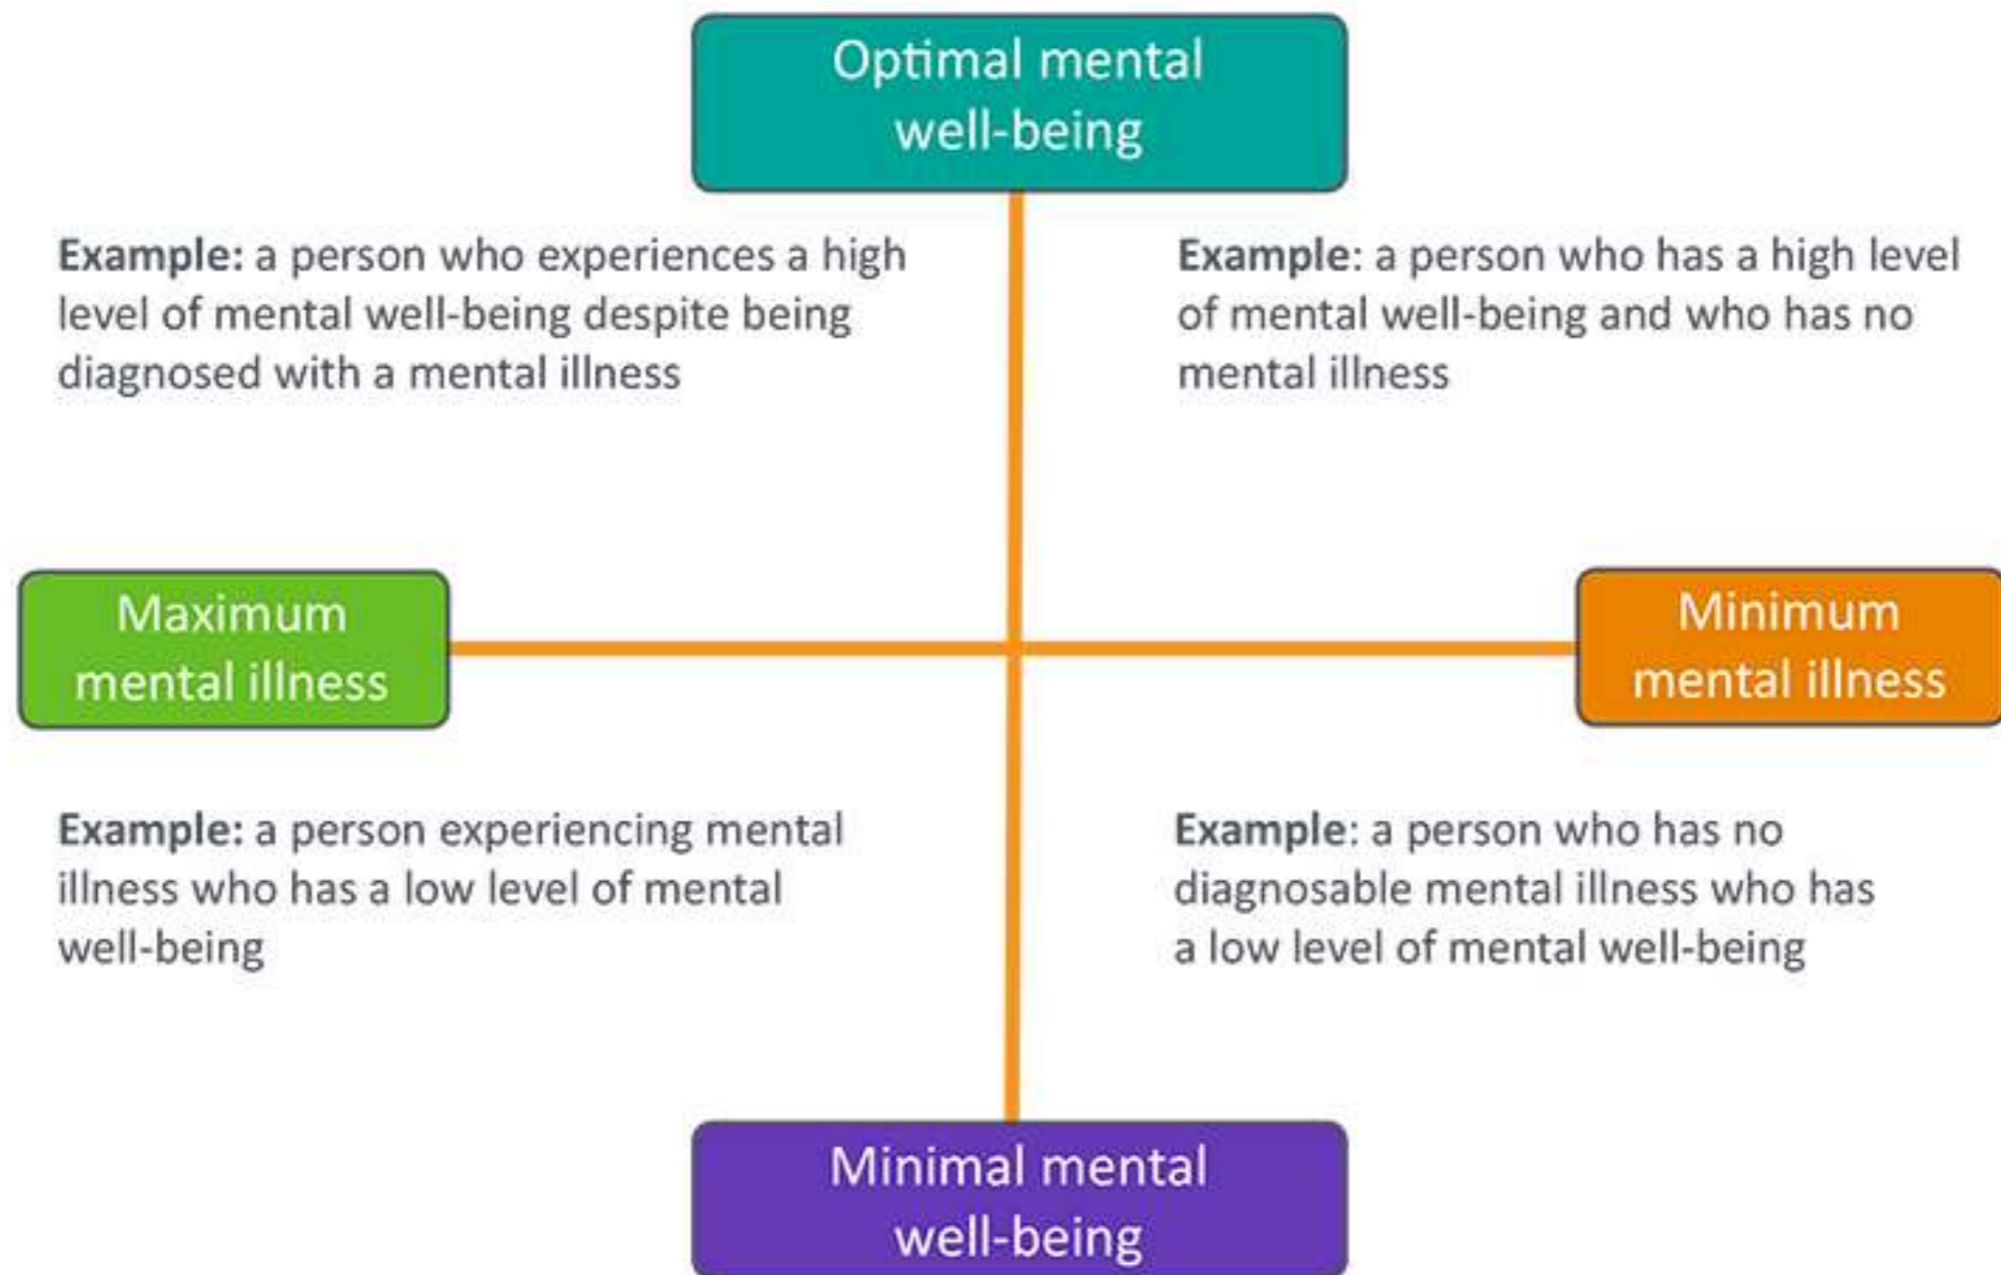 Optimal mental
well-being
Example: a person who experiences a high
level of mental well-being despite being
diagnosed with a mental illness
Example: a person who has a high level
of mental well-being and who has no
mental illness
Maximum
mental illness
Minimum
mental illness
Example: a person experiencing mental
illness who has a low level of mental
well-being
Example: a person who has no
diagnosable mental illness who has
a low level of mental well-being
Minimal mental
well-being